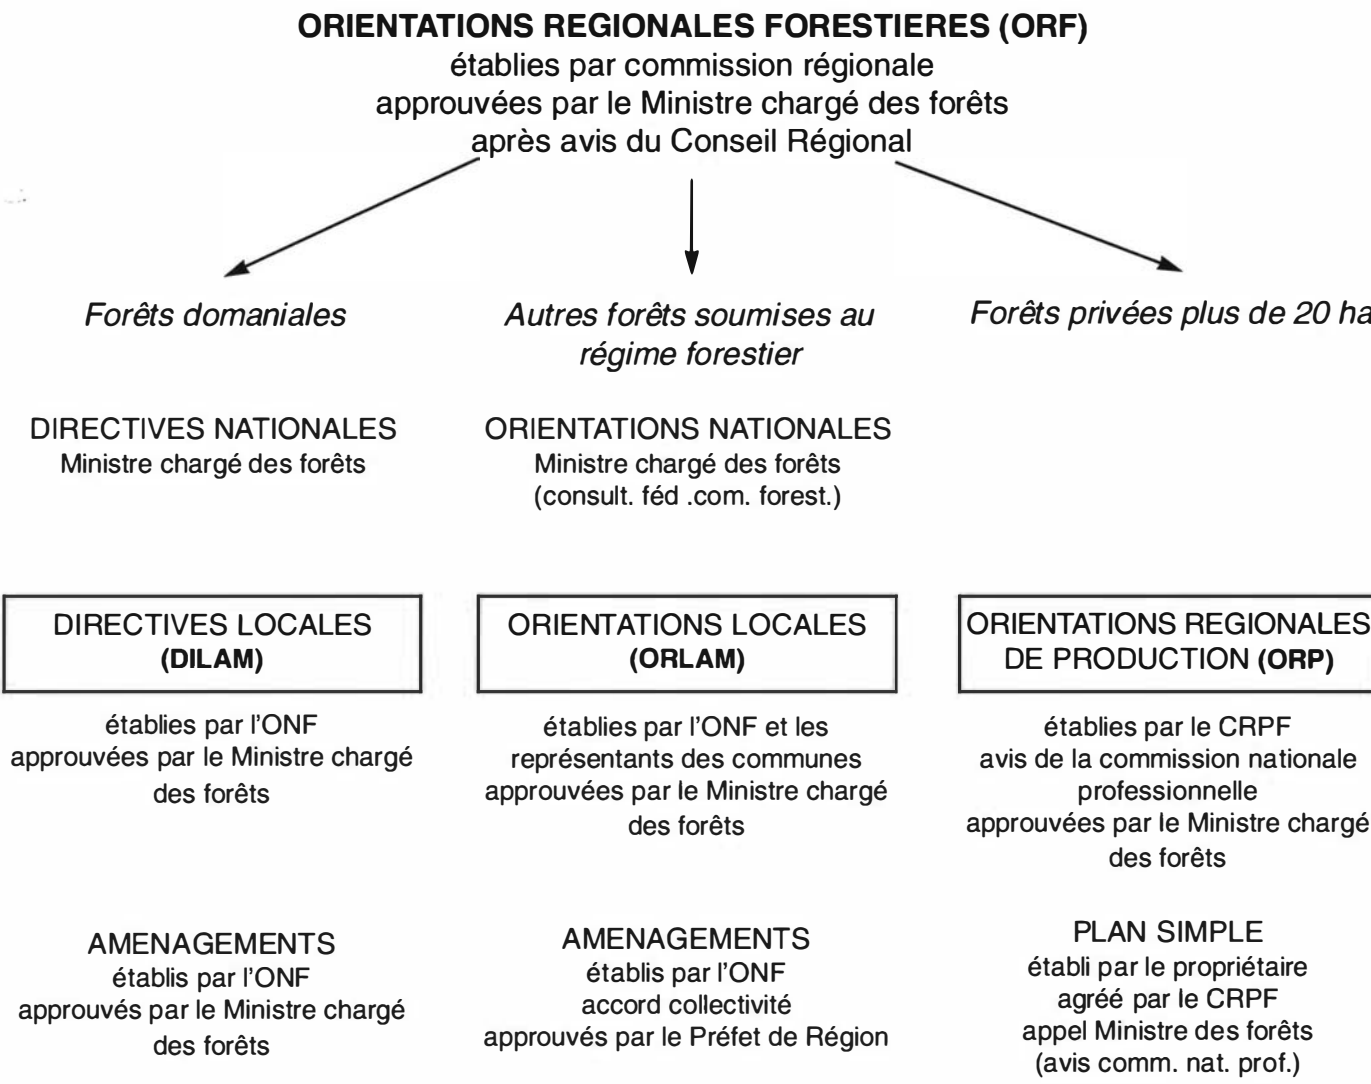 ORIENTATIONS REGIONALES FORESTIERES (ORF)
établies par commission régionale
approuvées par le Ministre chargé des forêts
après avis du Conseil Régional
Forêts domaniales
Autres forêts soumises au
régime forestier
Forêts privées plus de 20 ha
DIRECTIVES NATIONALES
Ministre chargé des forêts
ORIENTATIONS NATIONALES
Ministre chargé des forêts
(consult. féd .com. forest.)
DIRECTIVES LOCALES
(DILAM)
établies par l'ONF
approuvées par le Ministre chargé
des forêts
ORIENTATIONS LOCALES
(ORLAM)
établies par l'ONF et les
représentants des communes
approuvées par le Ministre chargé
des forêts
ORIENTATIONS REGIONALES
DE PRODUCTION (ORP)
établies par le CRPF
avis de la commission nationale
professionnelle
approuvées par le Ministre chargé
des forêts
AMENAGEMENTS
établis par l'ONF
approuvés par le Ministre chargé
des forêts
AMENAGEMENTS
établis par l'ONF
accord collectivité
approuvés par le Préfet de Région
PLAN SIMPLE
établi par le propriétaire
agréé par le CRPF
appel Ministre des forêts
(avis comm. nat. prof.)